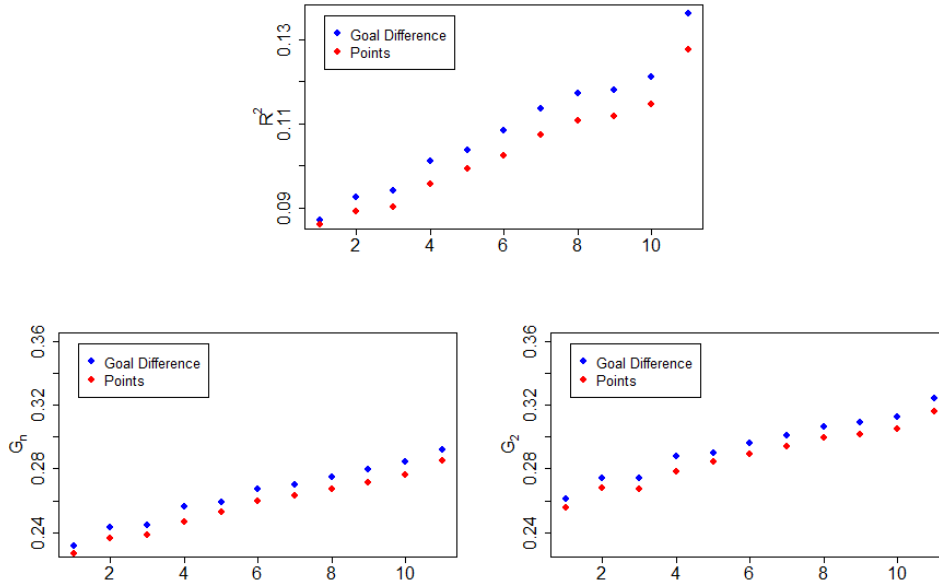 Goal Difference
Points
R²
0.09 0.11 0.13
2 4 6 8 10
Goal Difference
Points
Gₙ
0.24 0.28 0.32 0.36
2 4 6 8 10
Goal Difference
Points
G₂
0.24 0.28 0.32 0.36
2 4 6 8 10